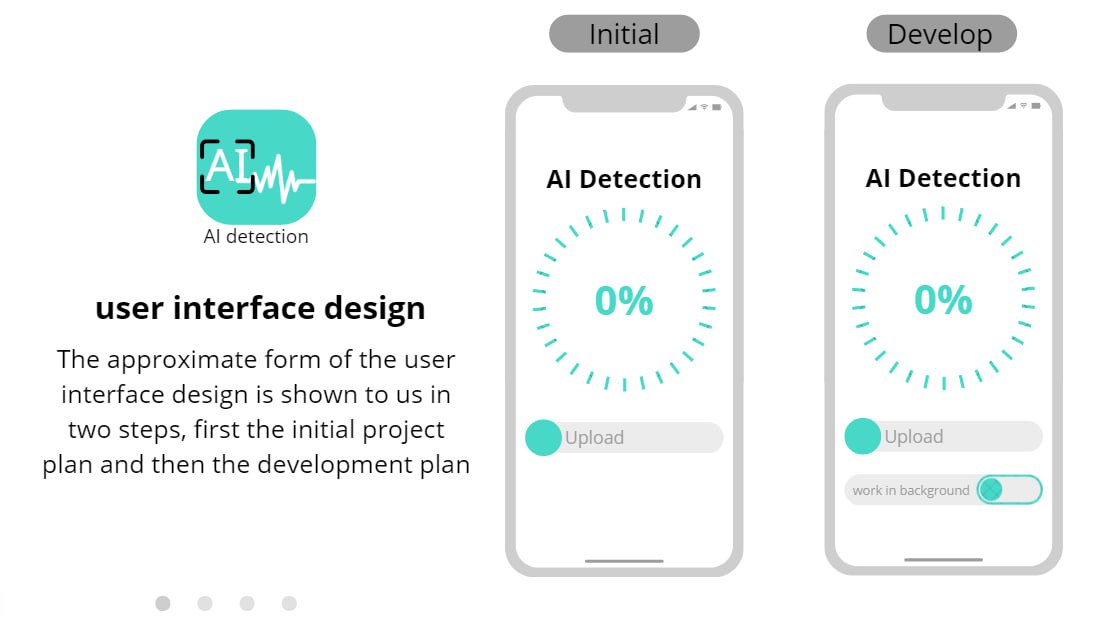 AI
AI detection
user interface design
The approximate form of the user
interface design is shown to us in
two steps, first the initial project
plan and then the development plan
Initial
AI Detection
0%
Upload
Develop
AI Detection
0%
Upload
work in background